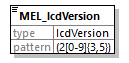 MEL_IcdVersion
type IcdVersion
pattern (2[0-9]{3,5})